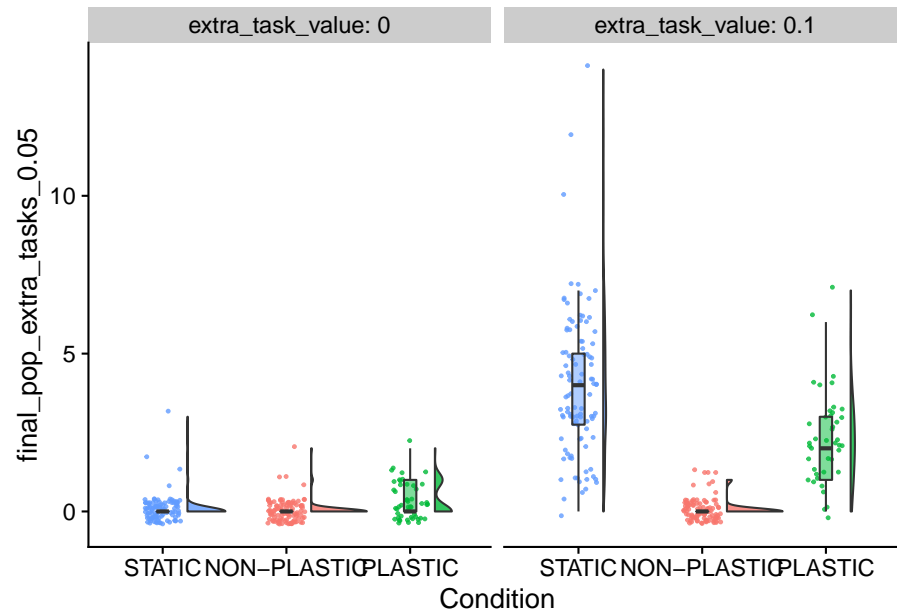 extra_task_value: 0
extra_task_value: 0.1
final_pop_extra_tasks_0.05
10
5
0
STATIC NON−PLASTIC PLASTIC
STATIC NON−PLASTIC PLASTIC
Condition